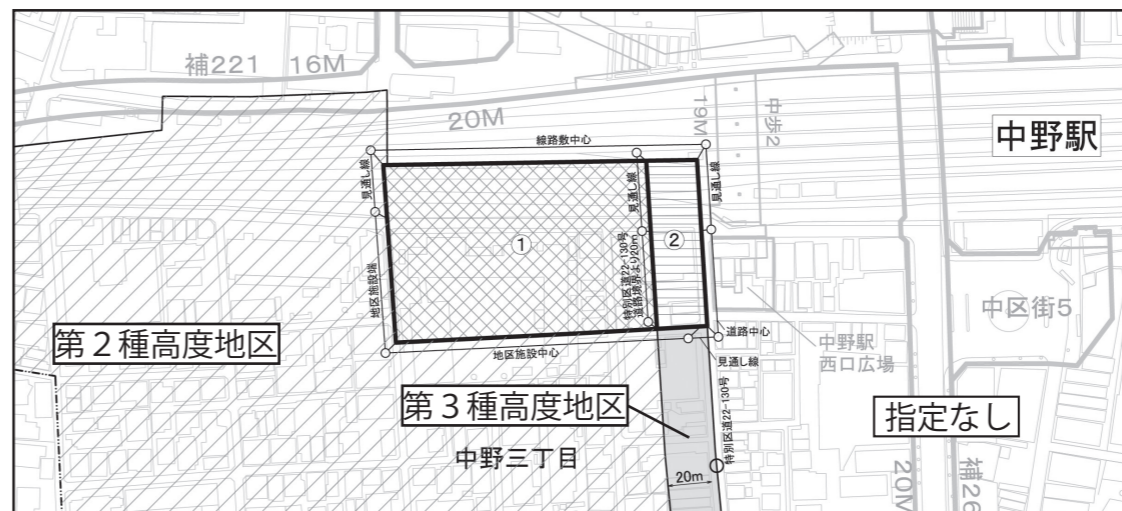 補221 16M
20M
線路敷中心
19M
中歩2
中野駅
見通し線
見通し線
見通し線
①
②
特別区道22-130号
道路境界より20m
地区施設端
中区街5
第２種高度地区
道路中心
中野駅
西口広場
地区施設中心
見通し線
第３種高度地区
特別区道22-130号
指定なし
中野三丁目
20m
20M
補26